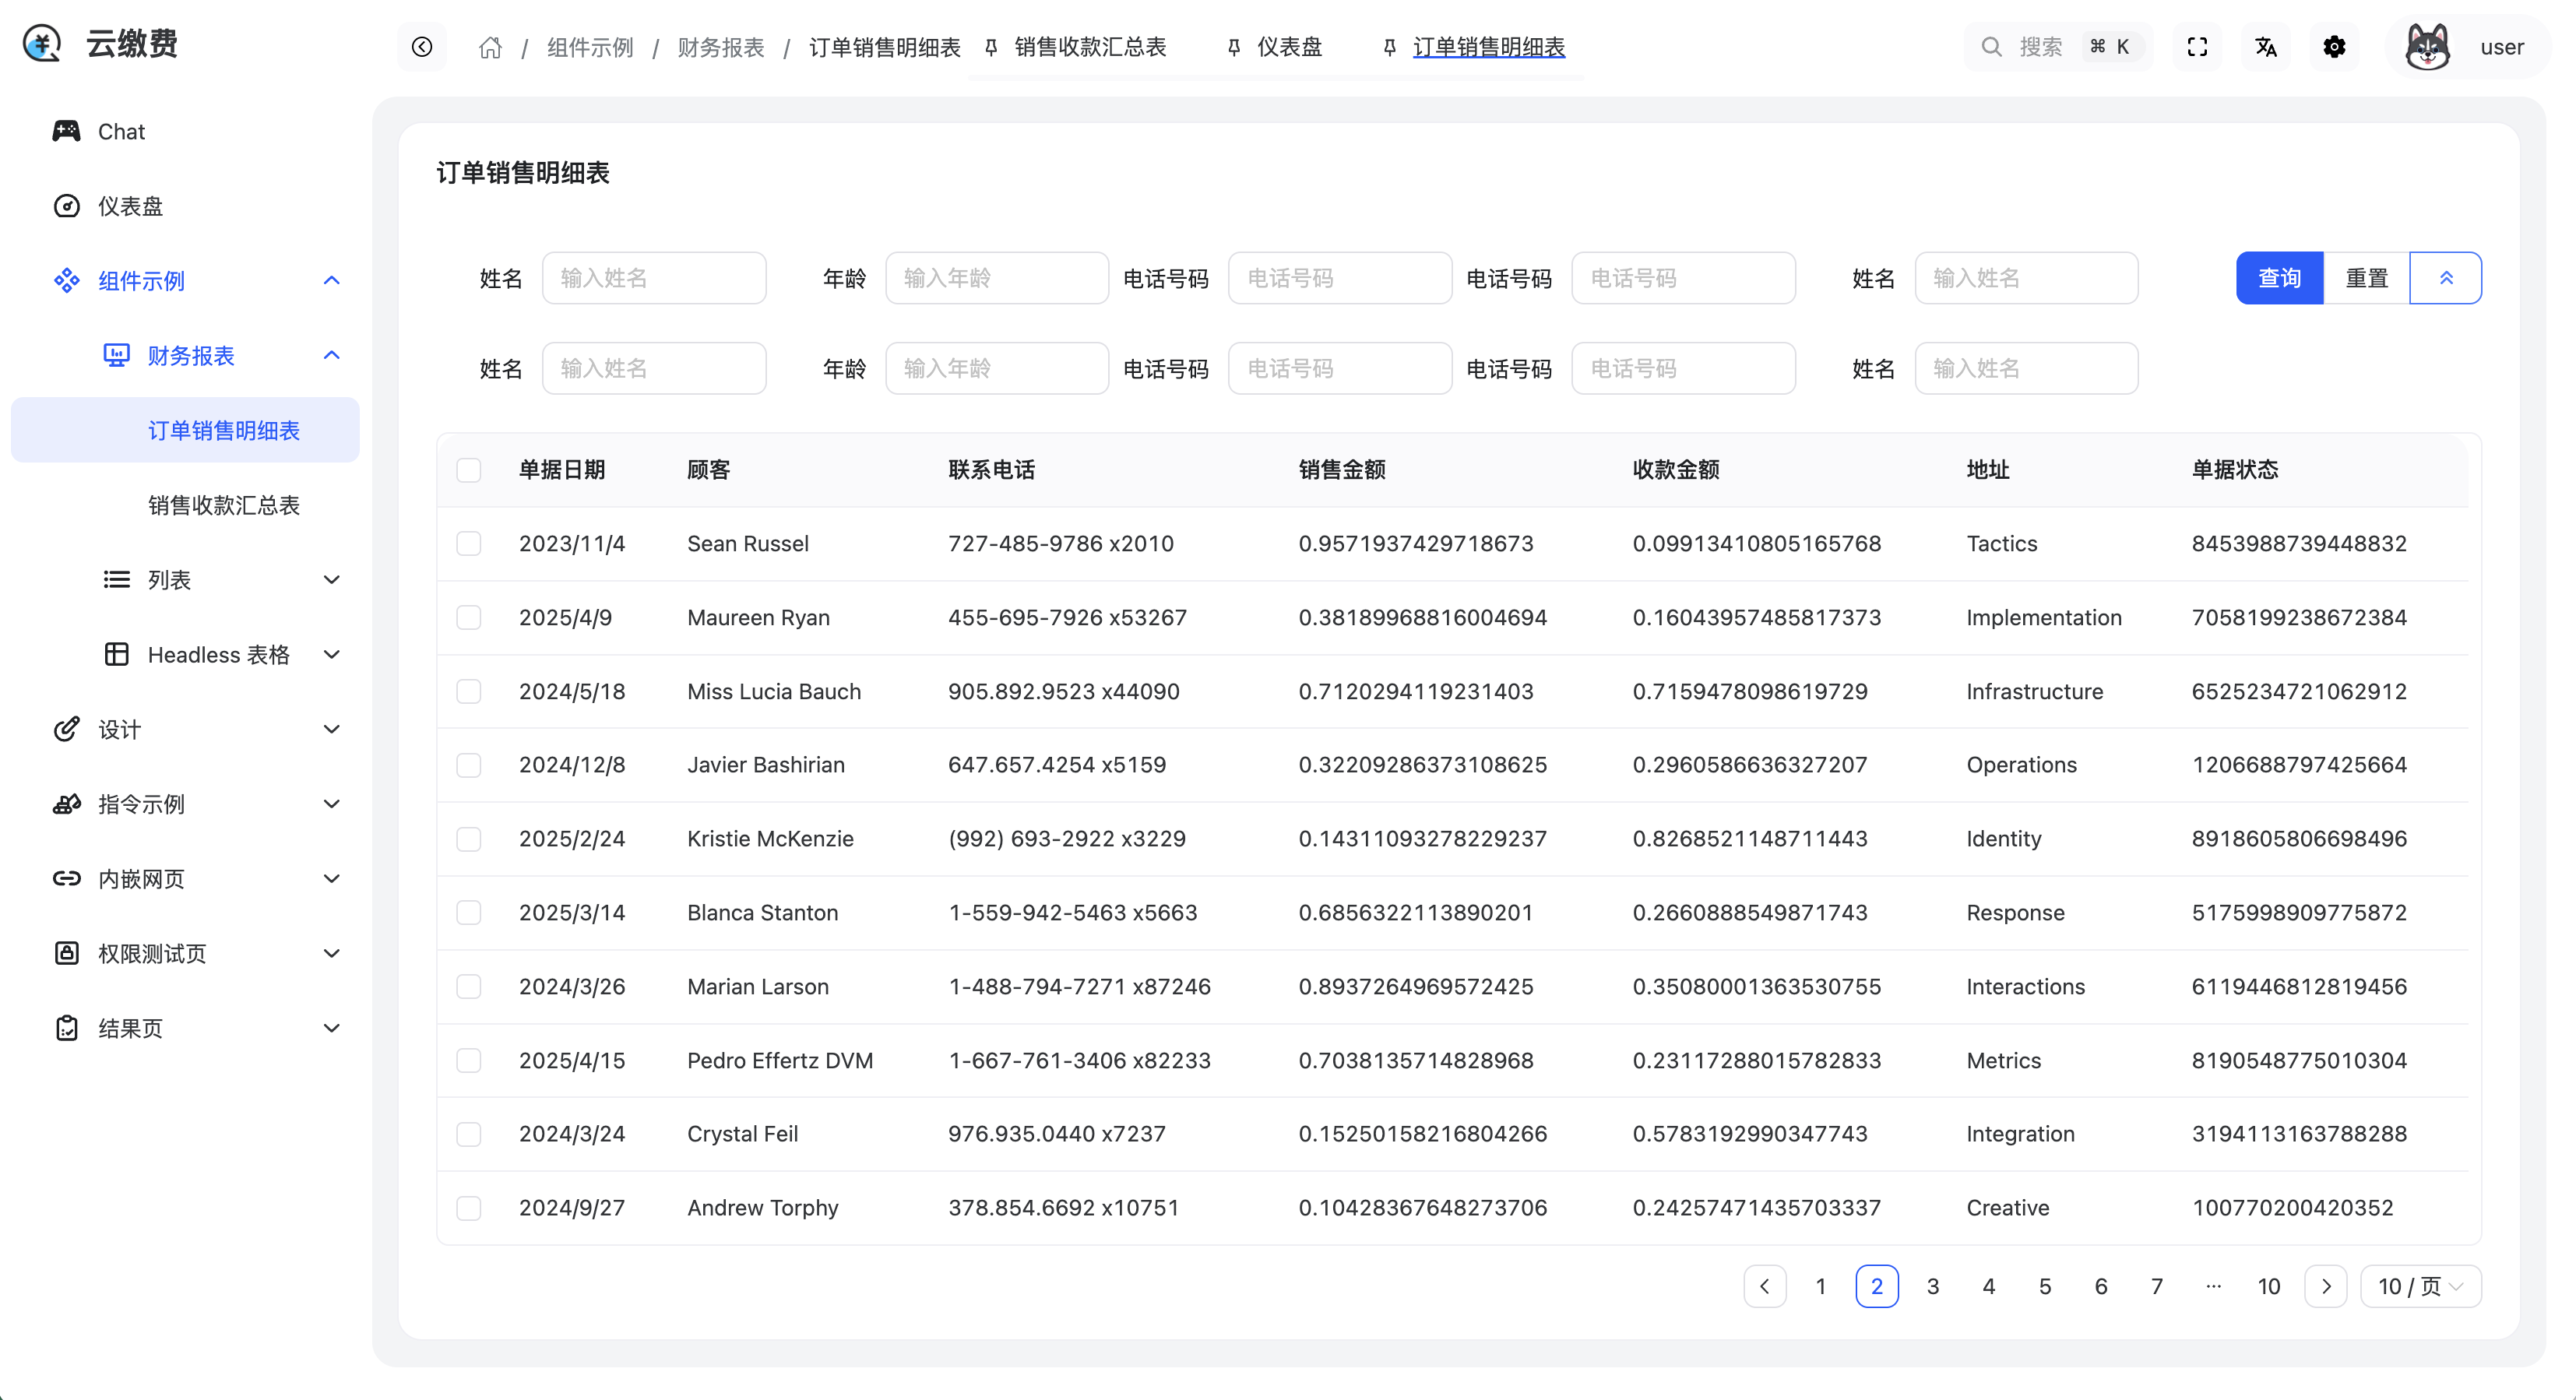 云缴费
/ 组件示例 / 财务报表 / 订单销售明细表 销售收款汇总表 仪表盘 订单销售明细表
搜索 ⌘ K
user
Chat
仪表盘
组件示例
财务报表
订单销售明细表
销售收款汇总表
列表
Headless 表格
设计
指令示例
内嵌网页
权限测试页
结果页
订单销售明细表
姓名 输入姓名 年龄 输入年龄 电话号码 电话号码 电话号码 电话号码 姓名 输入姓名 查询 重置
姓名 输入姓名 年龄 输入年龄 电话号码 电话号码 电话号码 电话号码 姓名 输入姓名
单据日期 顾客 联系电话 销售金额 收款金额 地址 单据状态
2023/11/4 Sean Russel 727-485-9786 x2010 0.9571937429718673 0.09913410805165768 Tactics 8453988739448832
2025/4/9 Maureen Ryan 455-695-7926 x53267 0.38189968816004694 0.16043957485817373 Implementation 7058199238672384
2024/5/18 Miss Lucia Bauch 905.892.9523 x44090 0.7120294119231403 0.7159478098619729 Infrastructure 6525234721062912
2024/12/8 Javier Bashirian 647.657.4254 x5159 0.32209286373108625 0.2960586636327207 Operations 1206688797425664
2025/2/24 Kristie McKenzie (992) 693-2922 x3229 0.14311093278229237 0.8268521148711443 Identity 8918605806698496
2025/3/14 Blanca Stanton 1-559-942-5463 x5663 0.6856322113890201 0.2660888549871743 Response 5175998909775872
2024/3/26 Marian Larson 1-488-794-7271 x87246 0.8937264969572425 0.35080001363530755 Interactions 6119446812819456
2025/4/15 Pedro Effertz DVM 1-667-761-3406 x82233 0.7038135714828968 0.23117288015782833 Metrics 8190548775010304
2024/3/24 Crystal Feil 976.935.0440 x7237 0.15250158216804266 0.5783192990347743 Integration 3194113163788288
2024/9/27 Andrew Torphy 378.854.6692 x10751 0.10428367648273706 0.24257471435703337 Creative 100770200420352
1 2 3 4 5 6 7 ··· 10 10 / 页